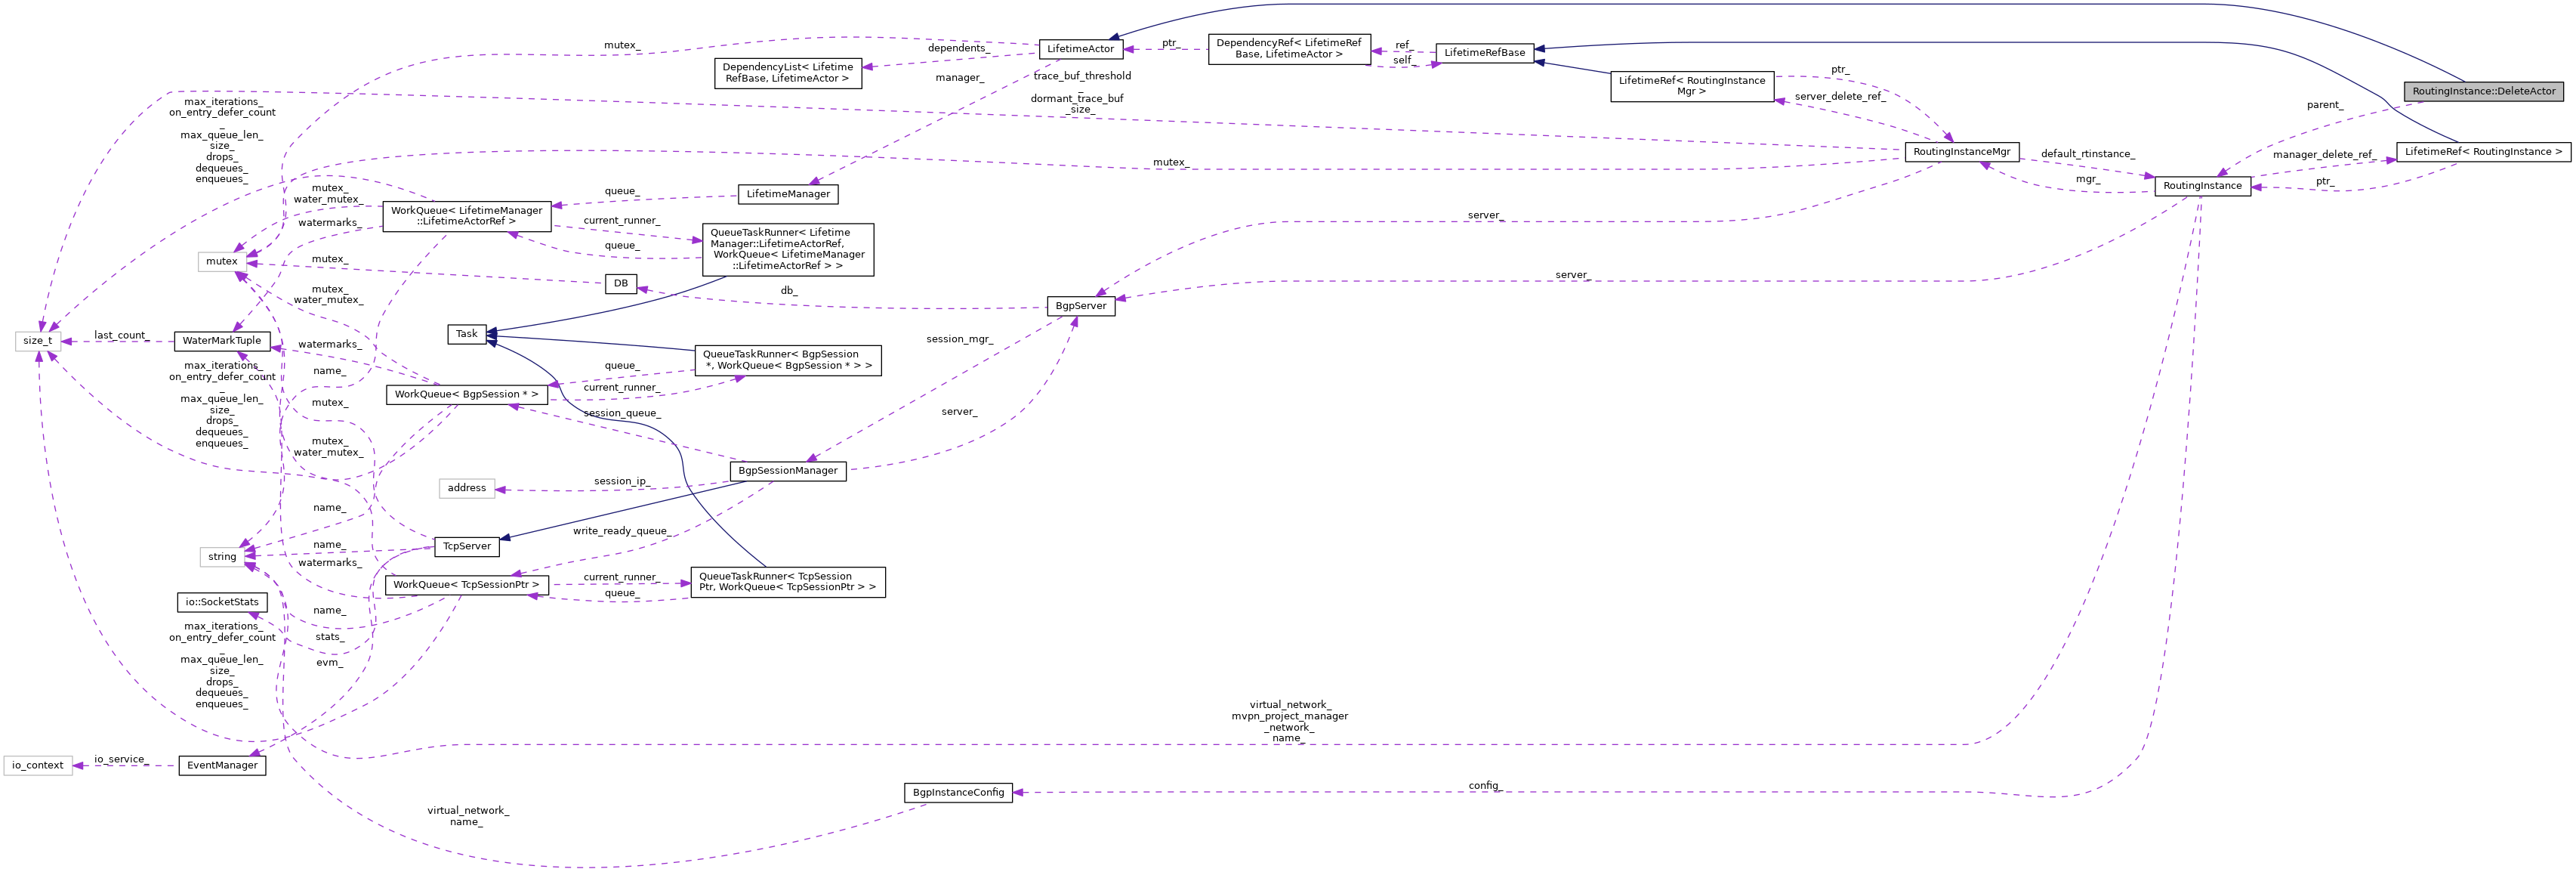 mutex_
LifetimeActor
dependents_
DependencyList< Lifetime
RefBase, LifetimeActor >
manager_
ptr_
DependencyRef< LifetimeRef
Base, LifetimeActor >
ref_
self_
LifetimeRefBase
LifetimeRef< RoutingInstance
Mgr >
ptr_
server_delete_ref_
RoutingInstance::DeleteActor
parent_
trace_buf_threshold
_
dormant_trace_buf
_size_
max_iterations_
on_entry_defer_count
_
max_queue_len_
size_
drops_
dequeues_
enqueues_
mutex_
RoutingInstanceMgr
default_rtinstance_
mgr_
manager_delete_ref_
LifetimeRef< RoutingInstance >
ptr_
RoutingInstance
LifetimeManager
queue_
mutex_
water_mutex_
watermarks_
WorkQueue< LifetimeManager
::LifetimeActorRef >
current_runner_
queue_
QueueTaskRunner< Lifetime
Manager::LifetimeActorRef,
WorkQueue< LifetimeManager
::LifetimeActorRef > >
server_
mutex
mutex_
DB
db_
server_
BgpServer
mutex_
water_mutex_
size_t
last_count_
WaterMarkTuple
watermarks_
Task
QueueTaskRunner< BgpSession
*, WorkQueue< BgpSession * > >
session_mgr_
max_iterations_
on_entry_defer_count
_
max_queue_len_
size_
drops_
dequeues_
enqueues_
name_
queue_
current_runner_
WorkQueue< BgpSession * >
mutex_
session_queue_
server_
mutex_
water_mutex_
BgpSessionManager
address
session_ip_
name_
write_ready_queue_
string
name_
TcpServer
watermarks_
WorkQueue< TcpSessionPtr >
current_runner_
queue_
QueueTaskRunner< TcpSession
Ptr, WorkQueue< TcpSessionPtr > >
io::SocketStats
name_
stats_
evm_
max_iterations_
on_entry_defer_count
_
max_queue_len_
size_
drops_
dequeues_
enqueues_
virtual_network_
mvpn_project_manager
_network_
name_
io_context
io_service_
EventManager
BgpInstanceConfig
config_
virtual_network_
name_